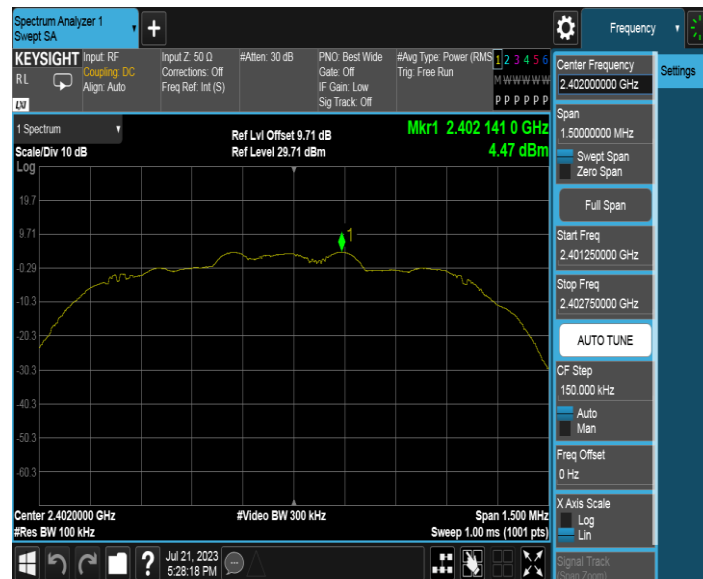 Spectrum Analyzer 1
Swept SA
Frequency
KEYSIGHT
RL
LXI
Input: RF
Coupling: DC
Align: Auto
Input Z: 50 Ω
Corrections: Off
Freq Ref: Int (S)
#Atten: 30 dB
PNO: Best Wide
Gate: Off
IF Gain: Low
Sig Track: Off
#Avg Type: Power (RMS
Trig: Free Run
1 2 3 4 5 6
M W W W W W
P P P P P P
1 Spectrum
Scale/Div 10 dB
Log
Ref Lvl Offset 9.71 dB
Ref Level 29.71 dBm
Mkr1 2.402 141 0 GHz
4.47 dBm
1
19.7
9.71
-0.29
-10.3
-20.3
-30.3
-40.3
-50.3
-60.3
Center 2.4020000 GHz
#Res BW 100 kHz
#Video BW 300 kHz
Span 1.500 MHz
Sweep 1.00 ms (1001 pts)
Center Frequency
2.402000000 GHz
Settings
Span
1.50000000 MHz
Swept Span
Zero Span
Full Span
Start Freq
2.401250000 GHz
Stop Freq
2.402750000 GHz
AUTO TUNE
CF Step
150.000 kHz
Auto
Man
Freq Offset
0 Hz
X Axis Scale
Log
Lin
Signal Track
(Span Zoom)
?
Jul 21, 2023
5:28:18 PM